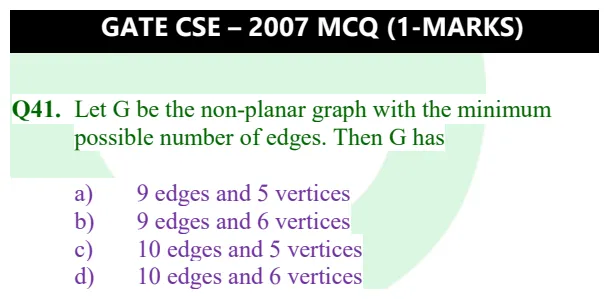 GATE CSE – 2007 MCQ (1-MARKS)
Q41. Let G be the non-planar graph with the minimum
possible number of edges. Then G has
a) 9 edges and 5 vertices
b) 9 edges and 6 vertices
c) 10 edges and 5 vertices
d) 10 edges and 6 vertices